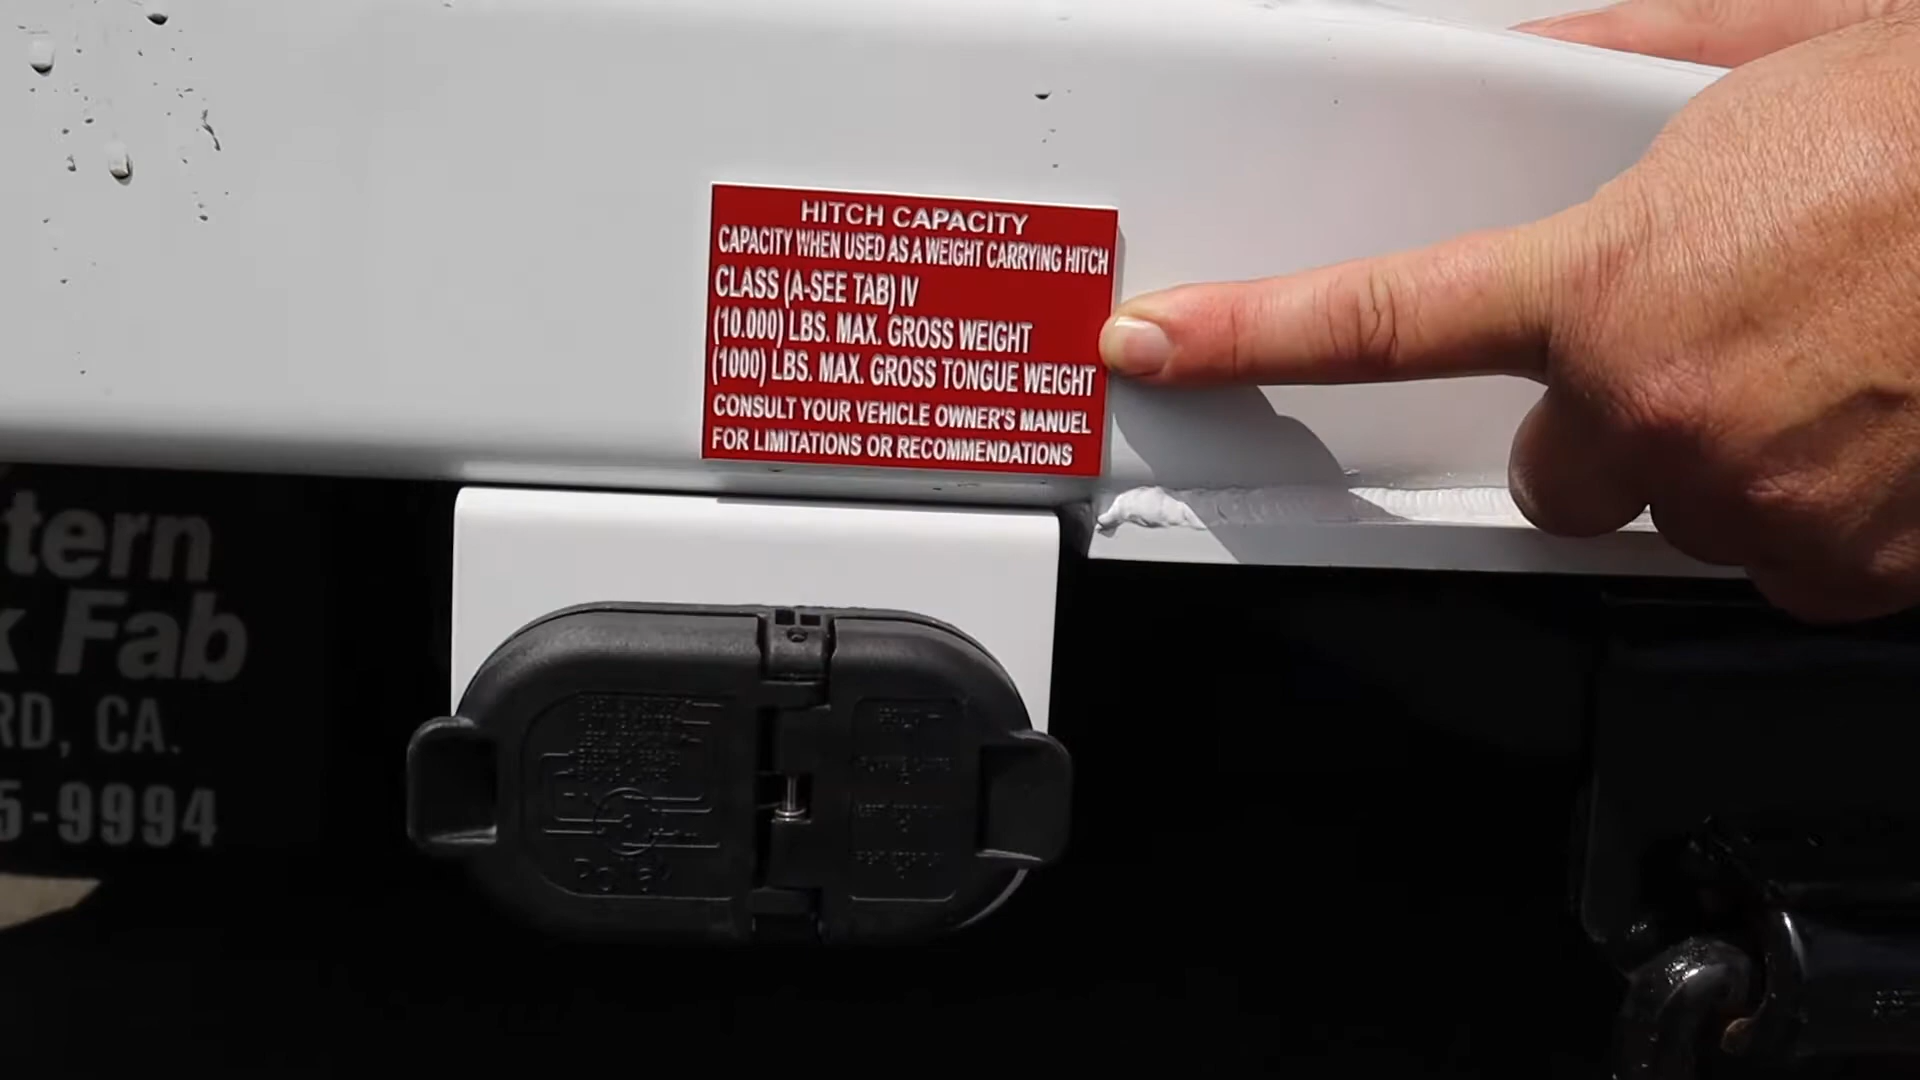 HITCH CAPACITY
CAPACITY WHEN USED AS A WEIGHT CARRYING HITCH
CLASS (A-SEE TAB) IV
(10.000) LBS. MAX. GROSS WEIGHT
(1000) LBS. MAX. GROSS TONGUE WEIGHT
CONSULT YOUR VEHICLE OWNER'S MANUEL
FOR LIMITATIONS OR RECOMMENDATIONS
tern
k Fab
RD, CA.
5-9994